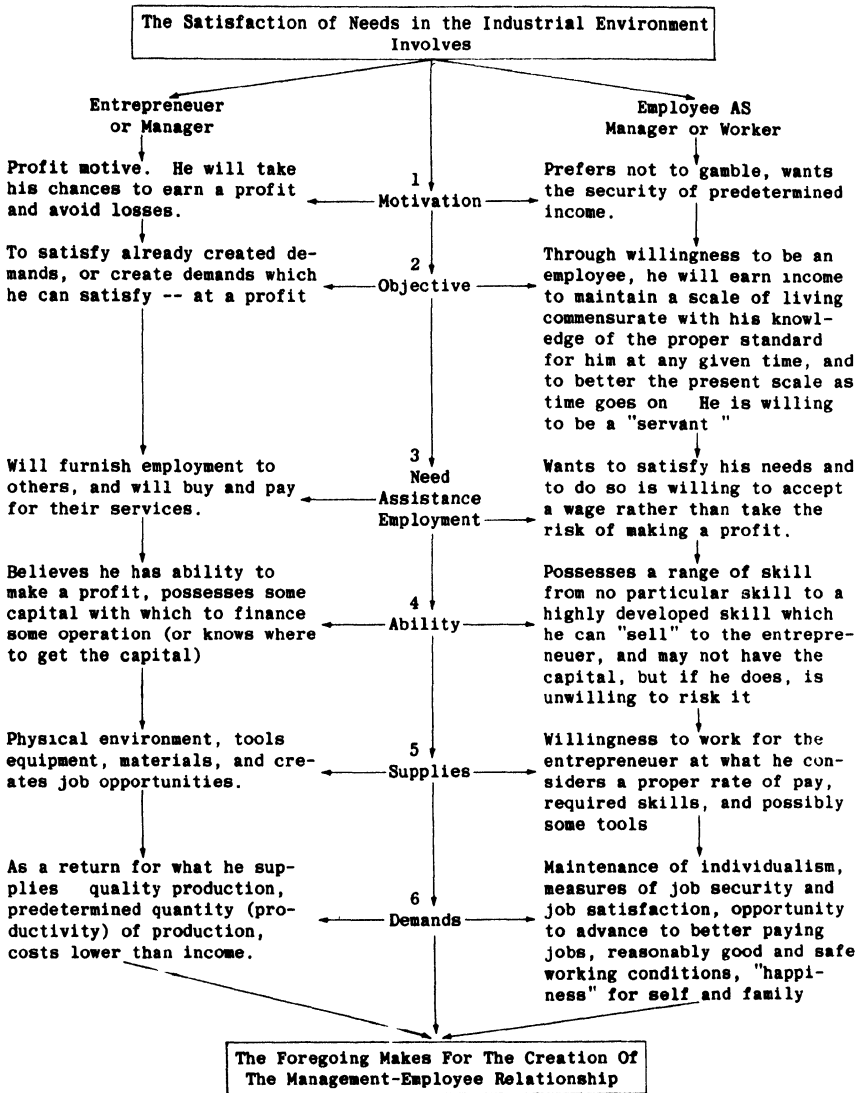 The Satisfaction of Needs in the Industrial Environment
Involves
Entrepreneuer
or Manager
Employee AS
Manager or Worker
Profit motive. He will take
his chances to earn a profit
and avoid losses.
1
Motivation
Prefers not to gamble, wants
the security of predetermined
income.
To satisfy already created de-
mands, or create demands which
he can satisfy -- at a profit
2
Objective
Through willingness to be an
employee, he will earn income
to maintain a scale of living
commensurate with his knowl-
edge of the proper standard
for him at any given time, and
to better the present scale as
time goes on He is willing
to be a "servant "
Will furnish employment to
others, and will buy and pay
for their services.
3
Need
Assistance
Employment
Wants to satisfy his needs and
to do so is willing to accept
a wage rather than take the
risk of making a profit.
Believes he has ability to
make a profit, possesses some
capital with which to finance
some operation (or knows where
to get the capital)
4
Ability
Possesses a range of skill
from no particular skill to a
highly developed skill which
he can "sell" to the entrepre-
neuer, and may not have the
capital, but if he does, is
unwilling to risk it
Physical environment, tools
equipment, materials, and cre-
ates job opportunities.
5
Supplies
Willingness to work for the
entrepreneuer at what he con-
siders a proper rate of pay,
required skills, and possibly
some tools
As a return for what he sup-
plies quality production,
predetermined quantity (pro-
ductivity) of production,
costs lower than income.
6
Demands
Maintenance of individualism,
measures of job security and
job satisfaction, opportunity
to advance to better paying
jobs, reasonably good and safe
working conditions, "happi-
ness" for self and family
The Foregoing Makes For The Creation Of
The Management-Employee Relationship